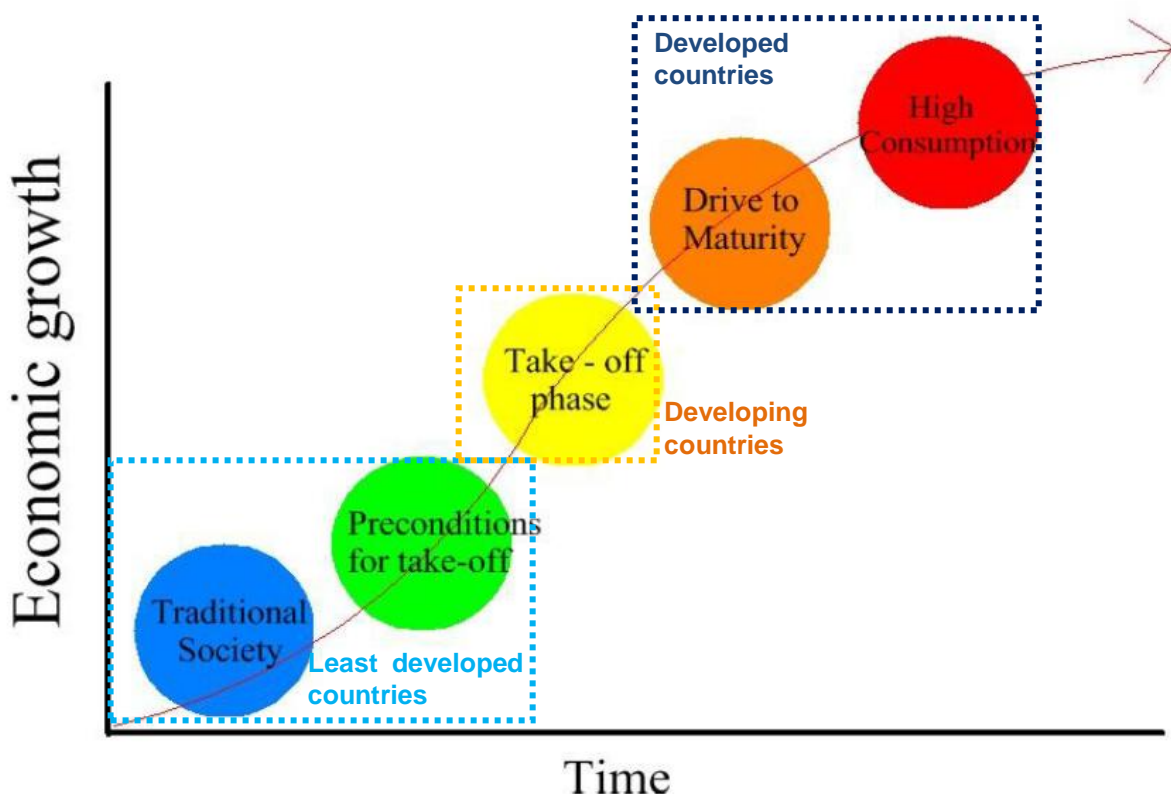 Developed
countries
High
Consumption
Drive to
Maturity
Take - off
phase
Developing
countries
Preconditions
for take-off
Traditional
Society
Least developed
countries
Economic growth
Time